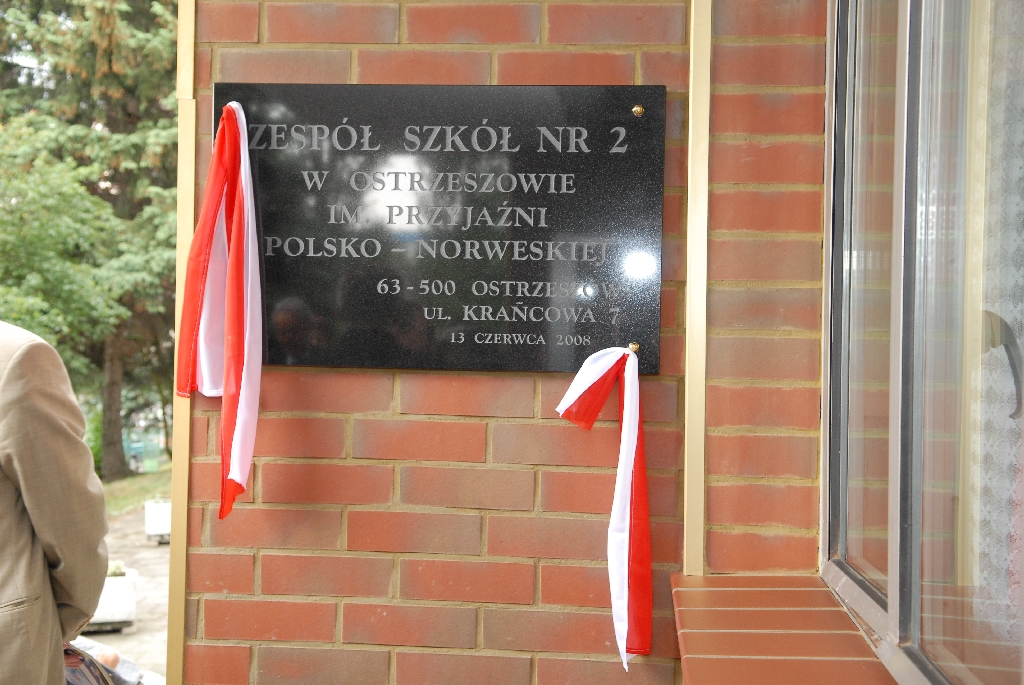 ZESPÓŁ SZKÓŁ NR 2
W OSTRZESZOWIE
IM. PRZYJAŹNI
POLSKO - NORWESKIEJ
63-500 OSTRZESZÓW
UL. KRAŃCOWA 7
13 CZERWCA 2008